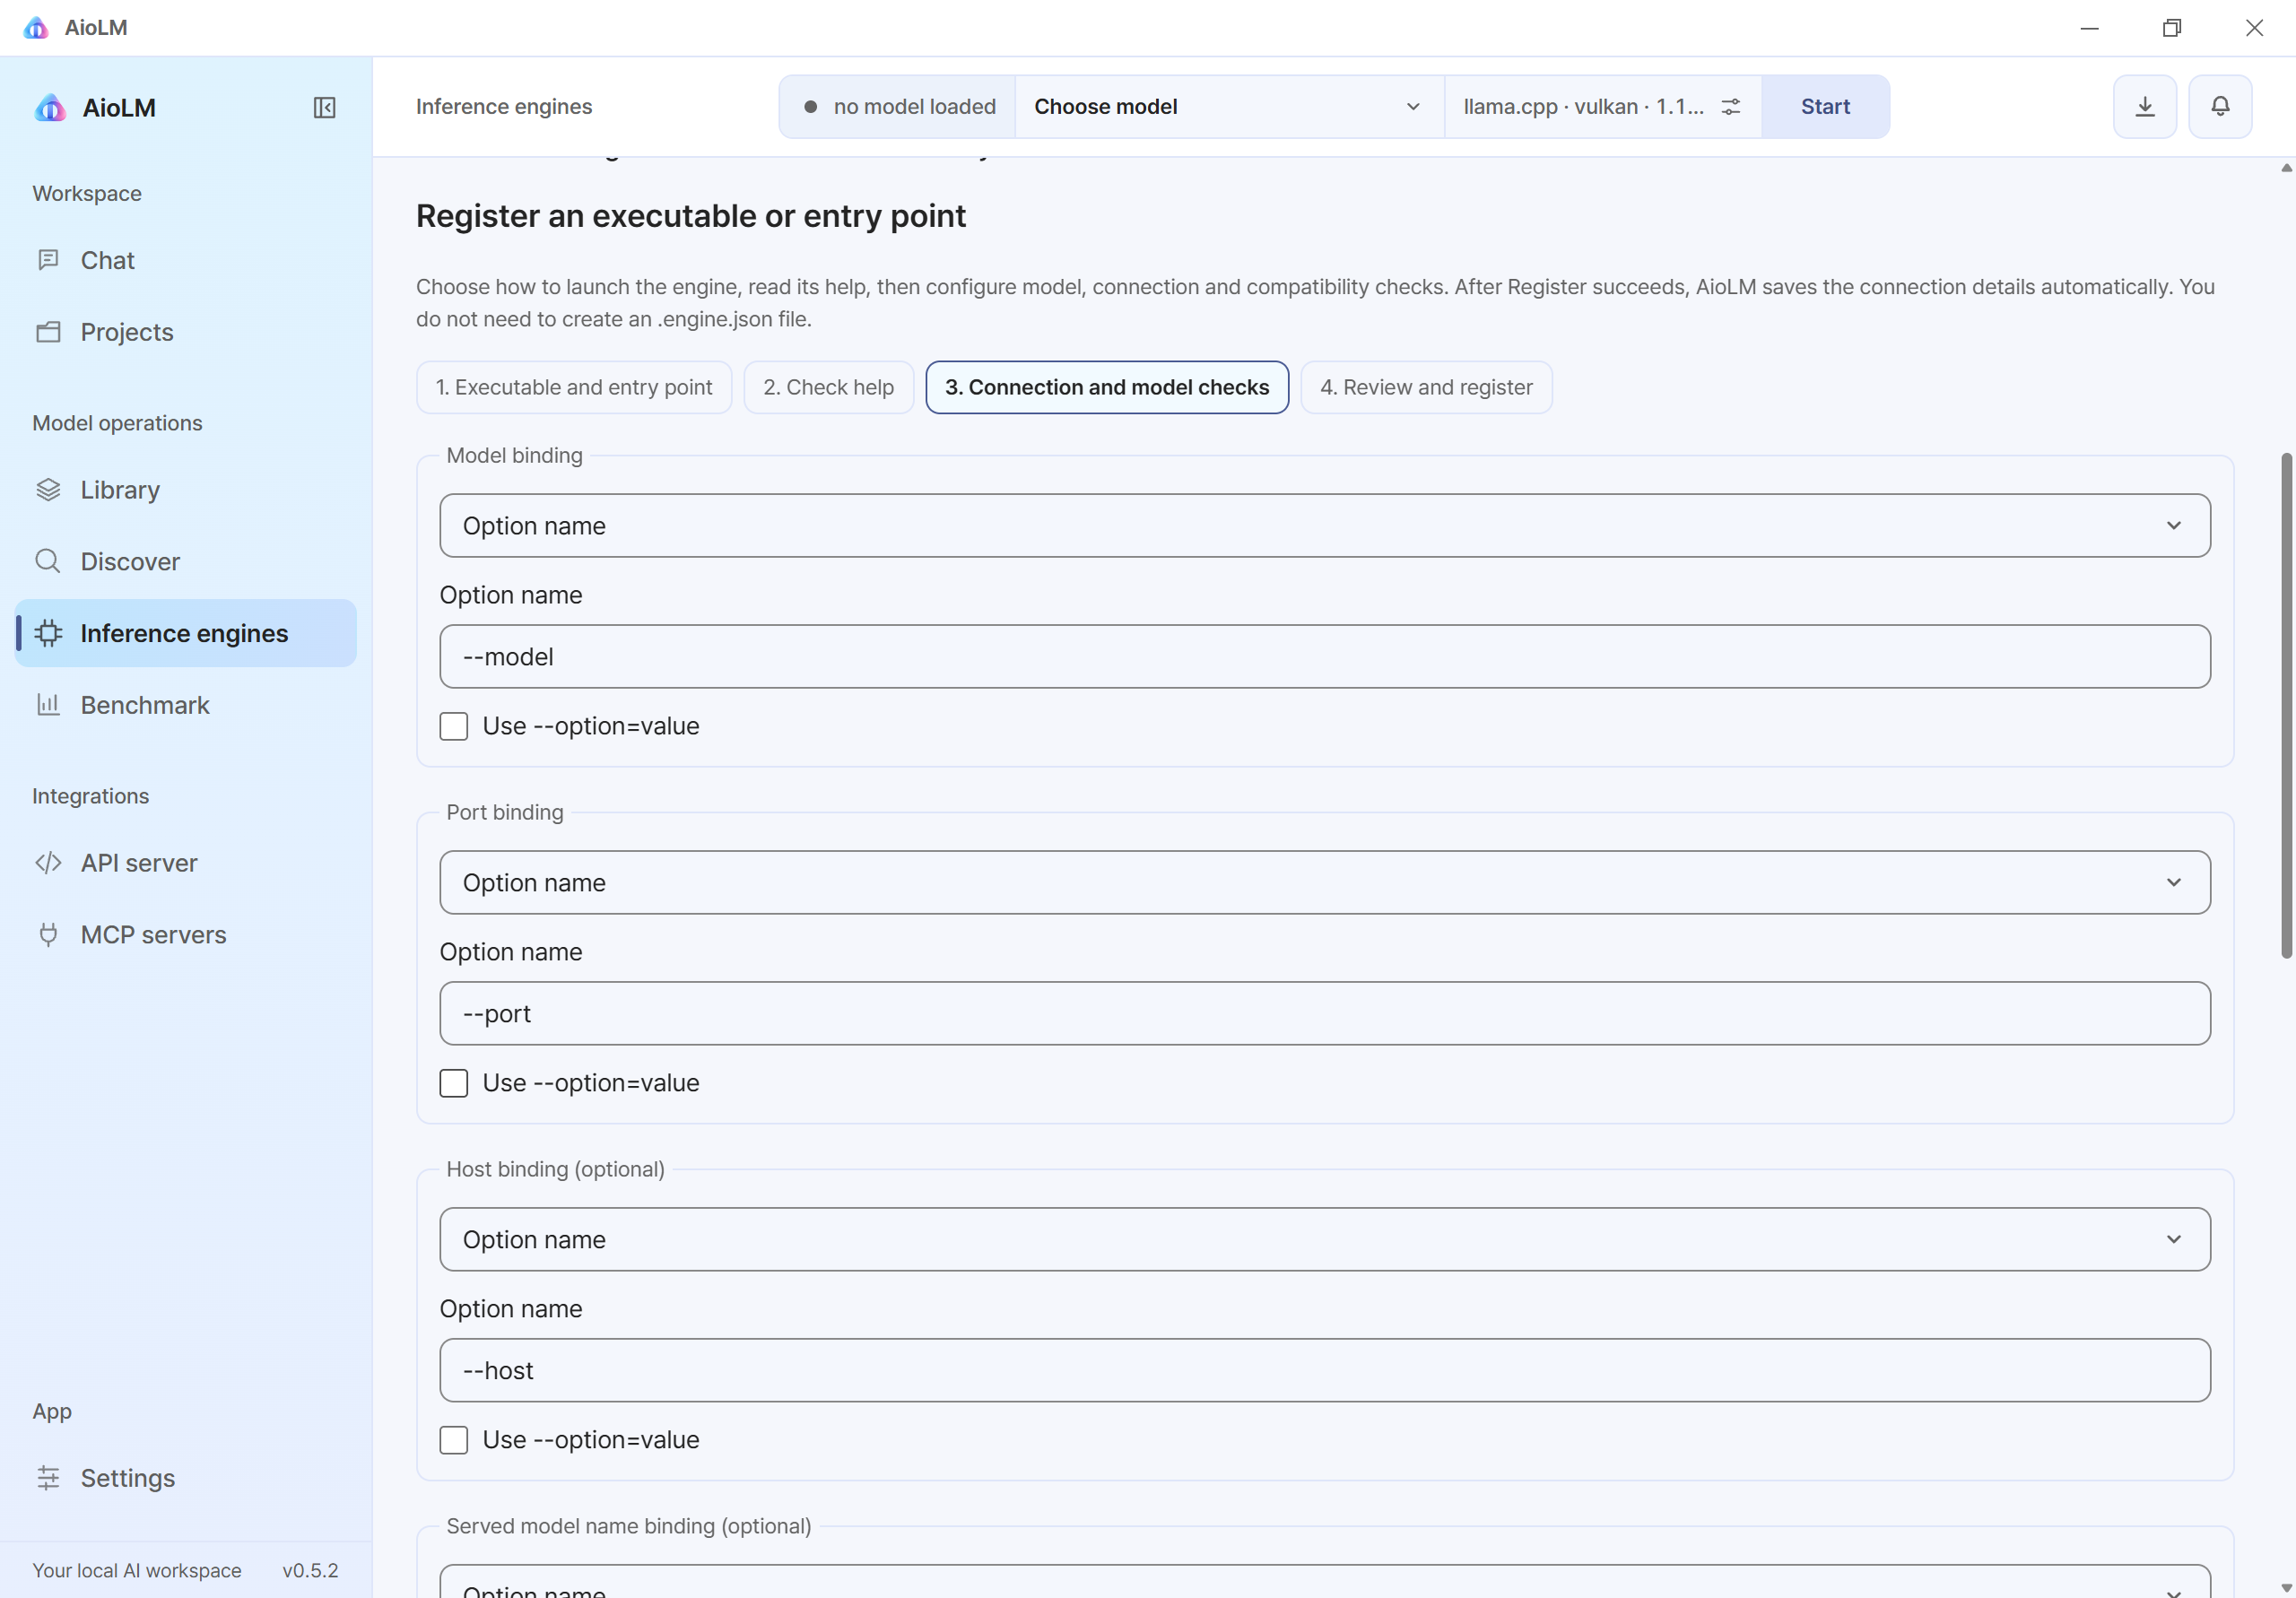 AioLM
AioLM
Workspace
Chat
Projects
Model operations
Library
Discover
Inference engines
Benchmark
Integrations
API server
MCP servers
App
Settings
Your local AI workspace v0.5.2
Inference engines
no model loaded
Choose model
llama.cpp · vulkan · 1.1...
Start
Register an executable or entry point
Choose how to launch the engine, read its help, then configure model, connection and compatibility checks. After Register succeeds, AioLM saves the connection details automatically. You
do not need to create an .engine.json file.
1. Executable and entry point
2. Check help
3. Connection and model checks
4. Review and register
Model binding
Option name
Option name
--model
Use --option=value
Port binding
Option name
Option name
--port
Use --option=value
Host binding (optional)
Option name
Option name
--host
Use --option=value
Served model name binding (optional)
Option name